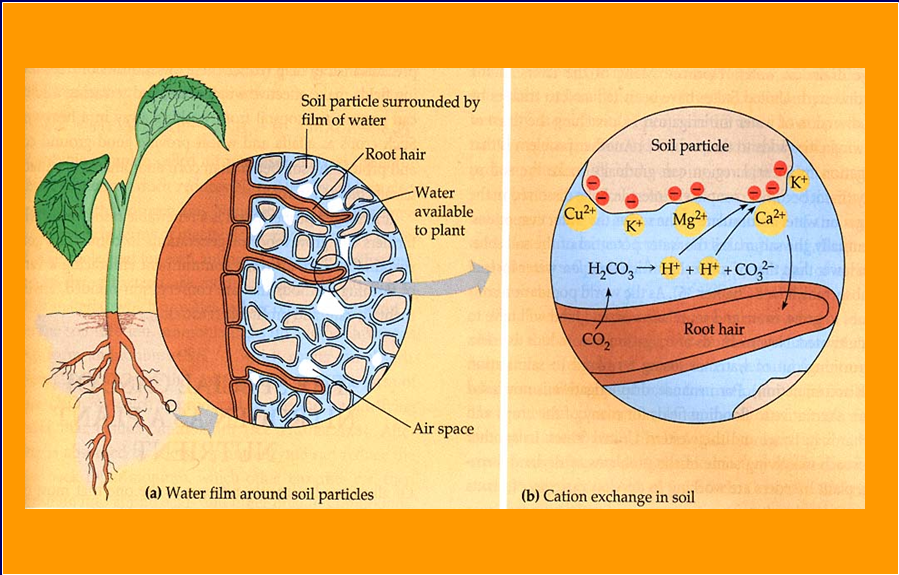 Soil particle surrounded by
film of water
Root hair
Water
available
to plant
Air space
(a) Water film around soil particles
Soil particle
K⁺
Cu²⁺
K⁺
Mg²⁺
Ca²⁺
H₂CO₃ → H⁺ + H⁺ + CO₃²⁻
CO₂
Root hair
(b) Cation exchange in soil